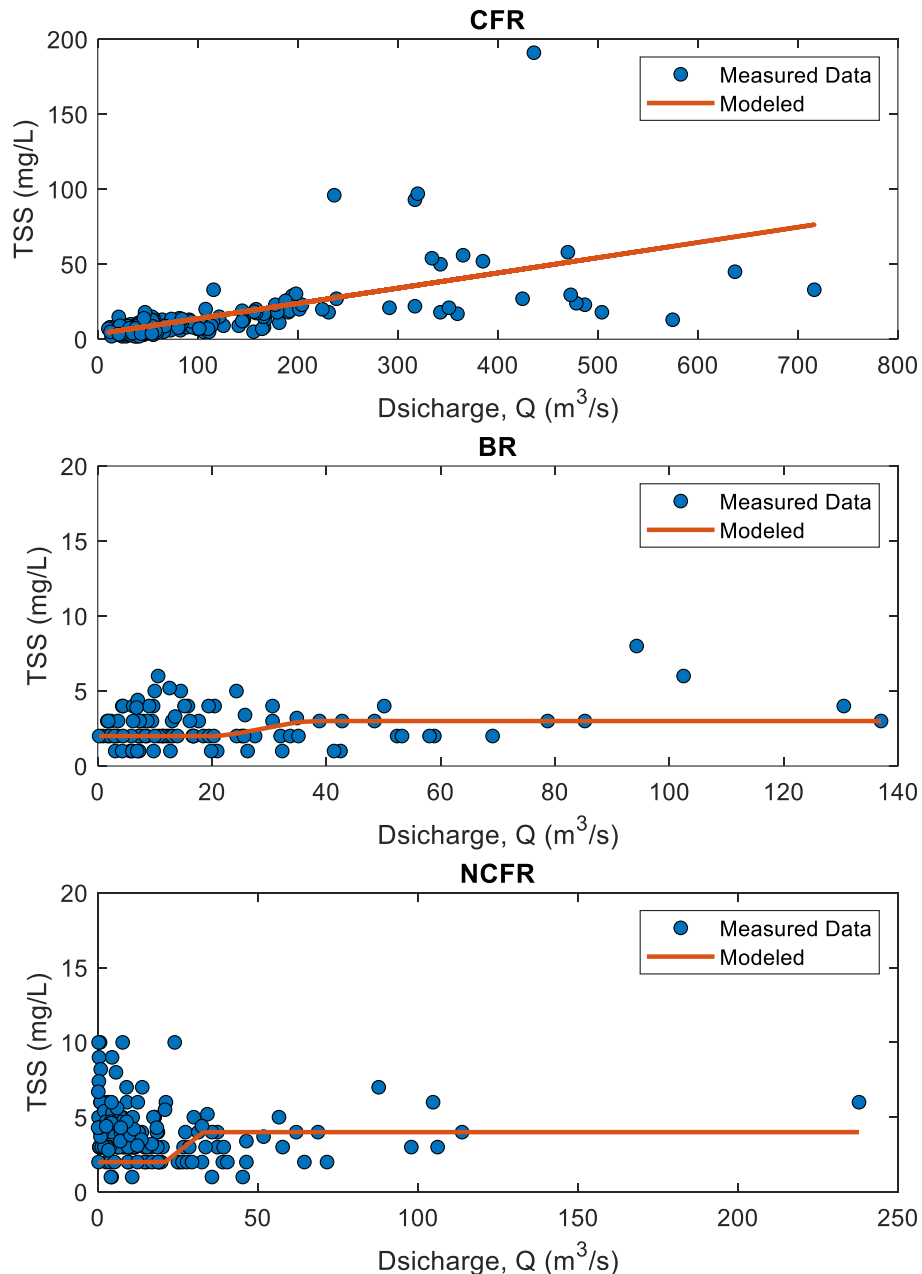 CFR
200
150
100
50
0
TSS (mg/L)
Measured Data
Modeled
0 100 200 300 400 500 600 700 800
Dsicharge, Q (m³/s)
BR
20
15
10
5
0
TSS (mg/L)
Measured Data
Modeled
0 20 40 60 80 100 120 140
Dsicharge, Q (m³/s)
NCFR
20
15
10
5
0
TSS (mg/L)
Measured Data
Modeled
0 50 100 150 200 250
Dsicharge, Q (m³/s)